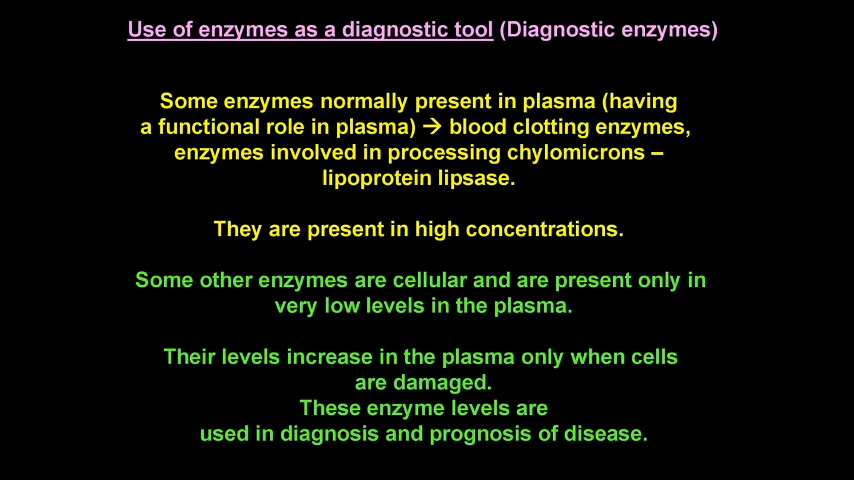 Use of enzymes as a diagnostic tool (Diagnostic enzymes)
Some enzymes normally present in plasma (having
a functional role in plasma) → blood clotting enzymes,
enzymes involved in processing chylomicrons –
lipoprotein lipsase.
They are present in high concentrations.
Some other enzymes are cellular and are present only in
very low levels in the plasma.
Their levels increase in the plasma only when cells
are damaged.
These enzyme levels are
used in diagnosis and prognosis of disease.